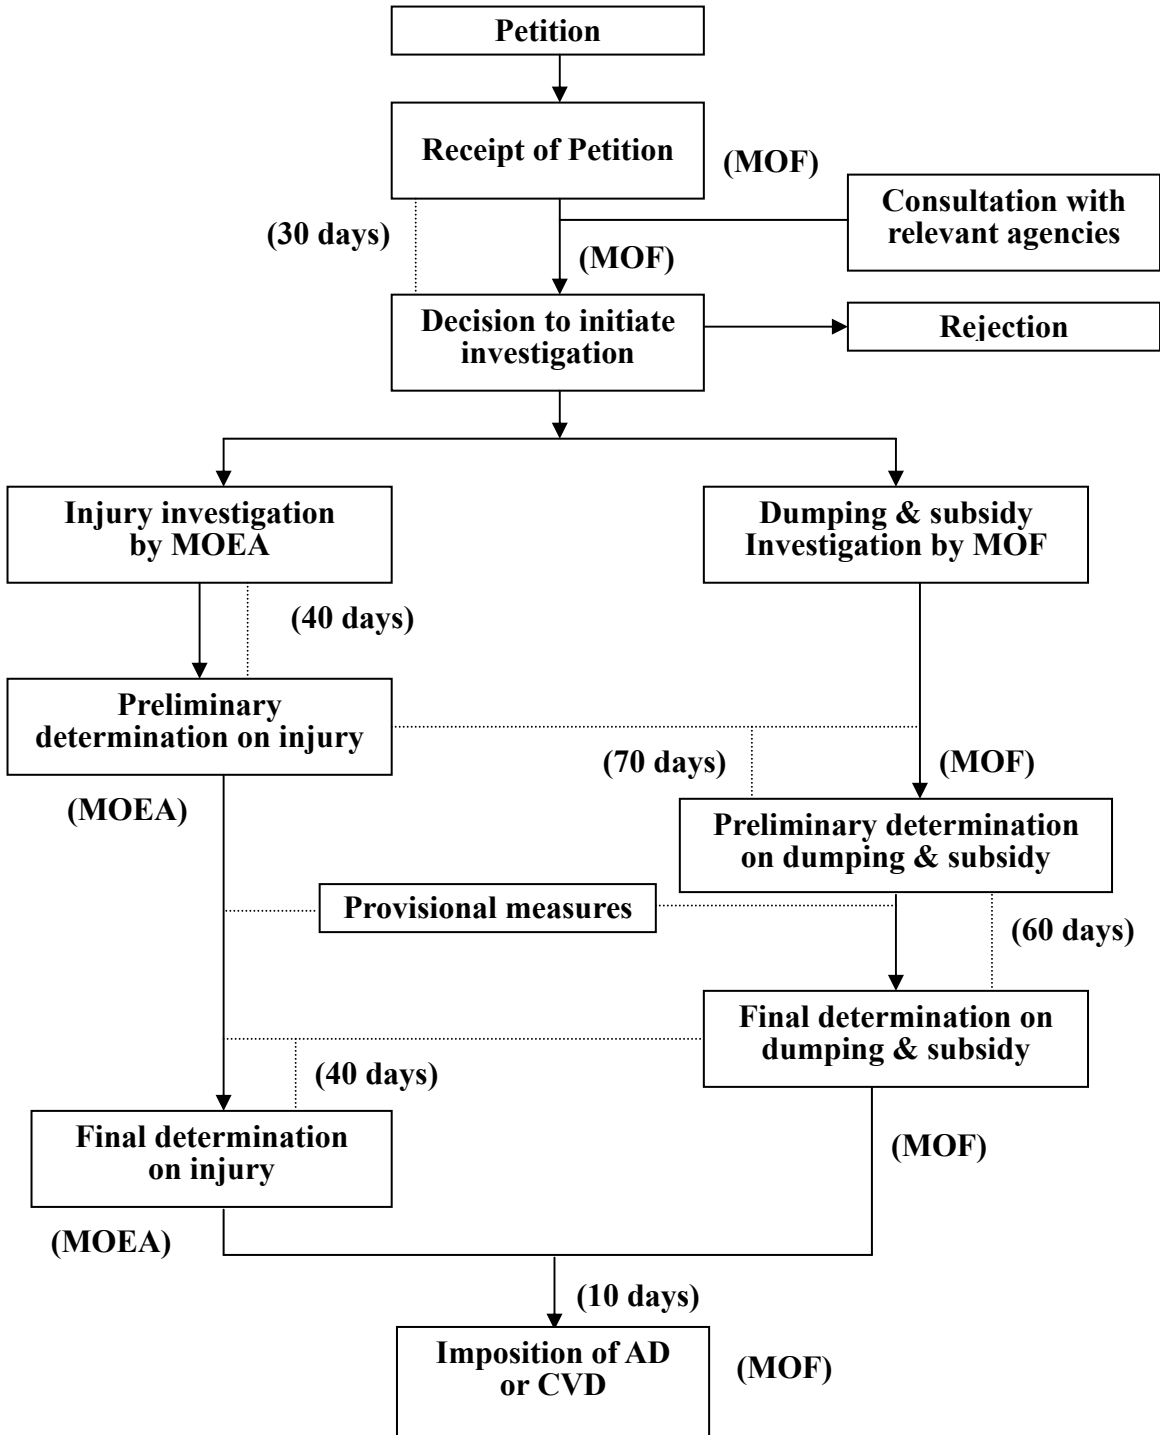 Petition
Receipt of Petition
(MOF)
Consultation with
relevant agencies
(30 days)
(MOF)
Decision to initiate
investigation
Rejection
Injury investigation
by MOEA
Dumping & subsidy
Investigation by MOF
(40 days)
Preliminary
determination on injury
(70 days)
(MOF)
(MOEA)
Preliminary determination
on dumping & subsidy
Provisional measures
(60 days)
Final determination on
dumping & subsidy
(40 days)
Final determination
on injury
(MOF)
(MOEA)
(10 days)
Imposition of AD
or CVD
(MOF)